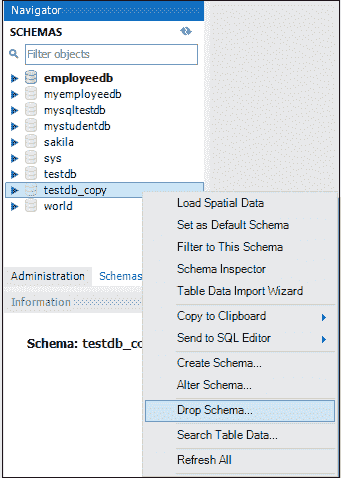 Navigator
SCHEMAS
Filter objects
employeedb
myemployeedb
mysqltestdb
mystudentdb
sakila
sys
testdb
testdb_copy
world
Load Spatial Data
Set as Default Schema
Filter to This Schema
Schema Inspector
Table Data Import Wizard
Copy to Clipboard
Send to SQL Editor
Create Schema...
Alter Schema...
Drop Schema...
Search Table Data...
Refresh All
Administration Schemas
Information
Schema: testdb_co